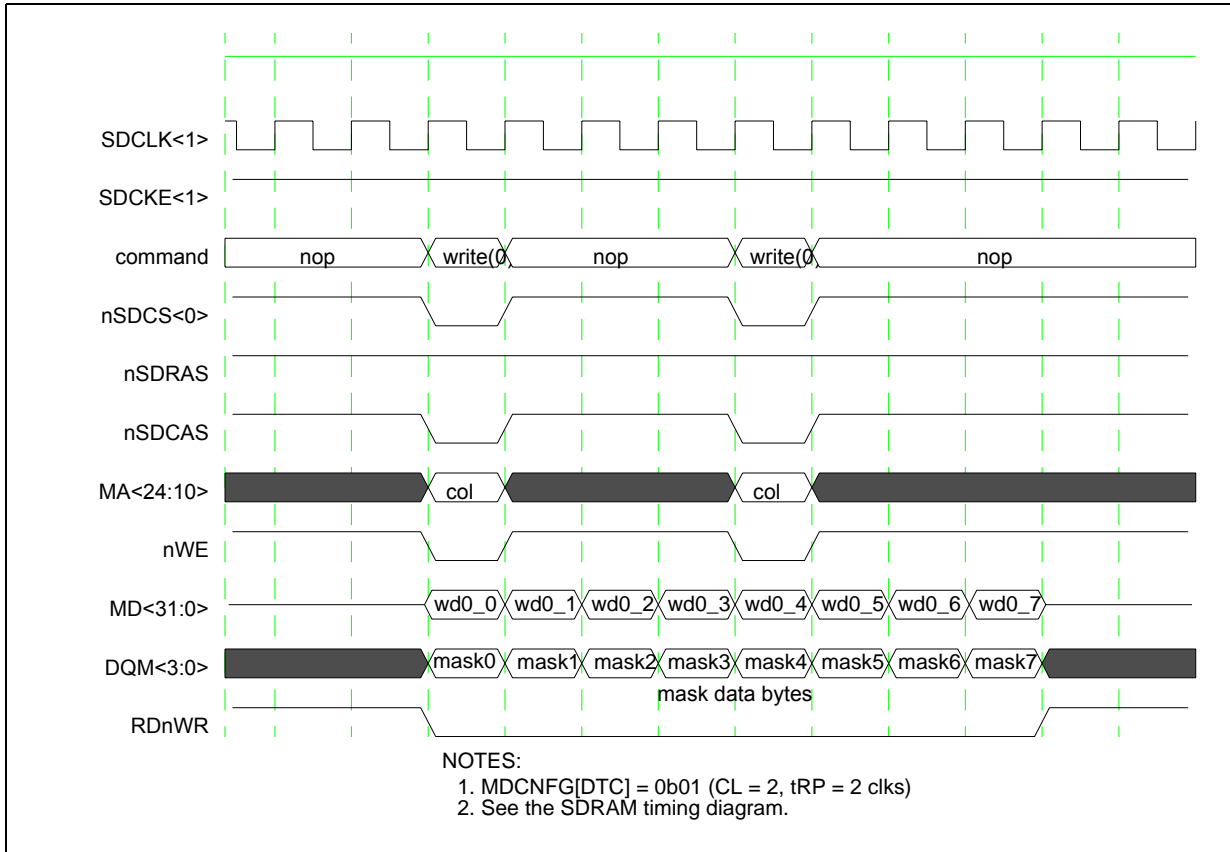 SDCLK<1>
SDCKE<1>
command nop write(0) nop write(0) nop
nSDCS<0>
nSDRAS
nSDCAS
MA<24:10> col col
nWE
MD<31:0> wd0_0 wd0_1 wd0_2 wd0_3 wd0_4 wd0_5 wd0_6 wd0_7
DQM<3:0> mask0 mask1 mask2 mask3 mask4 mask5 mask6 mask7
mask data bytes
RDnWR
NOTES:
1. MDCNFG[DTC] = 0b01 (CL = 2, tRP = 2 clks)
2. See the SDRAM timing diagram.